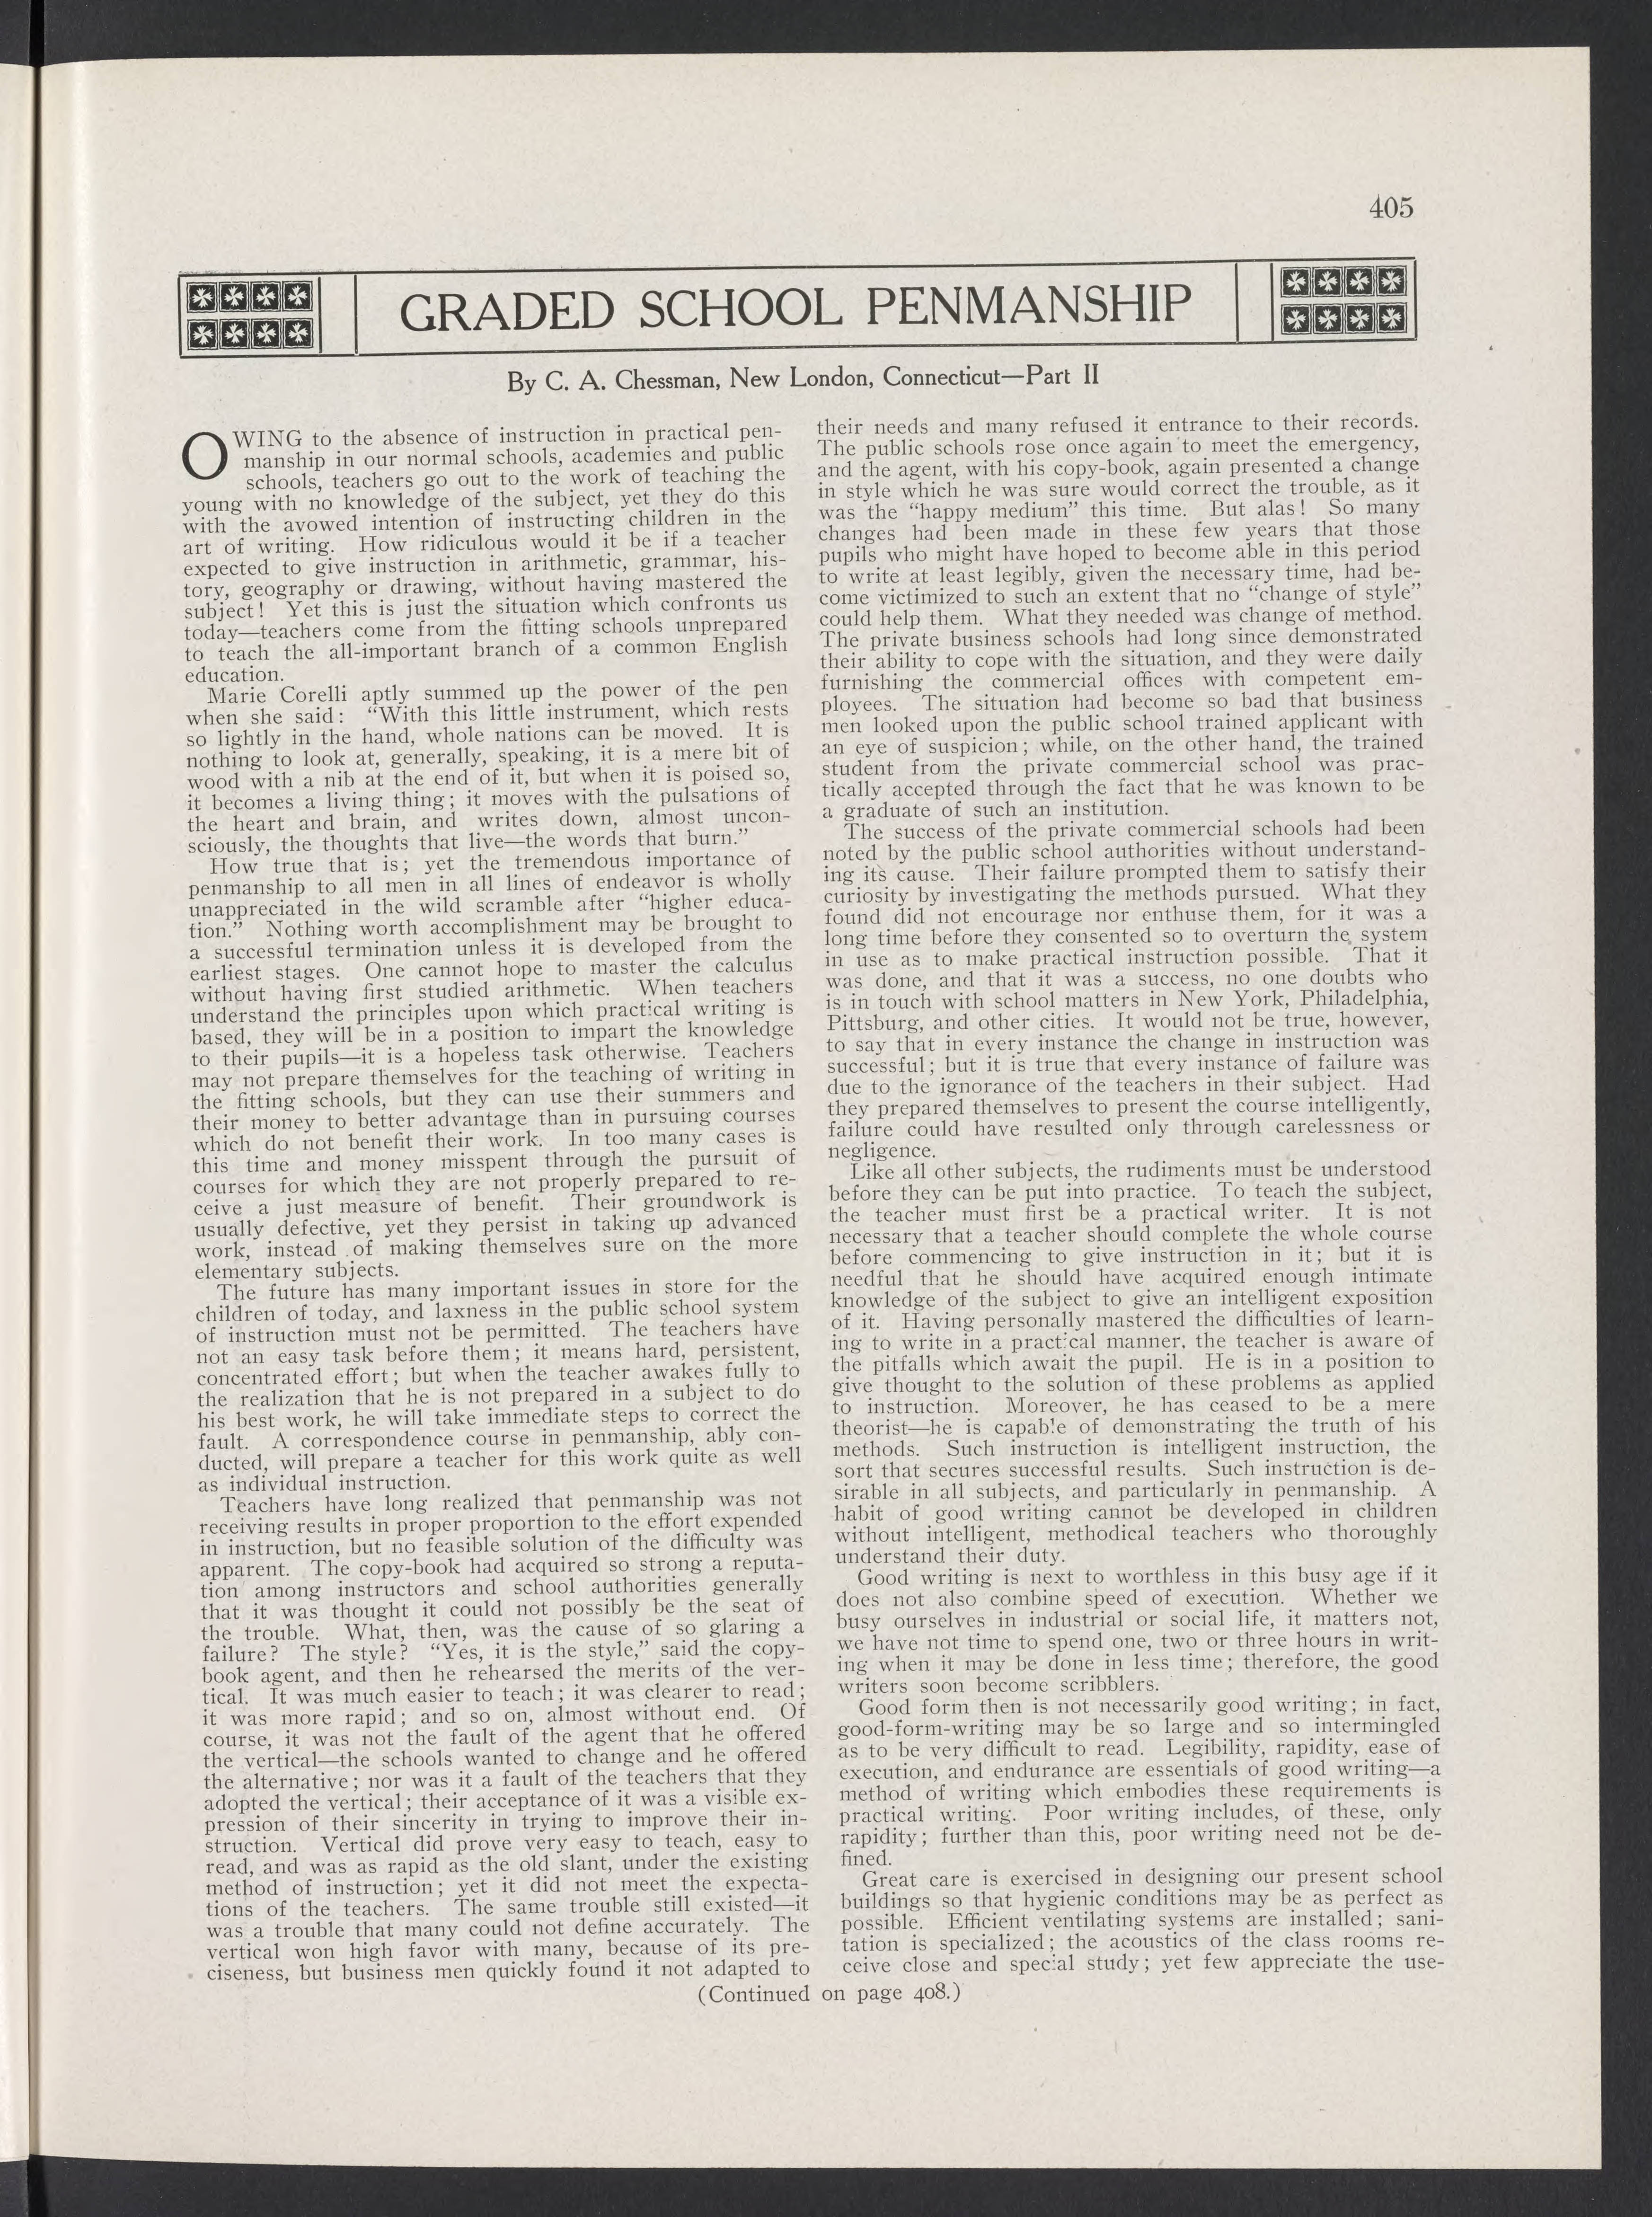 405
GRADED SCHOOL PENMANSHIP
By C. A. Chessman, New London, Connecticut—Part II
OWING to the absence of instruction in practical pen-
manship in our normal schools, academies and public
schools, teachers go out to the work of teaching the
young with no knowledge of the subject, yet they do this
with the avowed intention of instructing children in the
art of writing. How ridiculous would it be if a teacher
expected to give instruction in arithmetic, grammar, his-
tory, geography or drawing, without having mastered the
subject! Yet this is just the situation which confronts us
today—teachers come from the fitting schools unprepared
to teach the all-important branch of a common English
education.
Marie Corelli aptly summed up the power of the pen
when she said: "With this little instrument, which rests
so lightly in the hand, whole nations can be moved. It is
nothing to look at, generally, speaking, it is a mere bit of
wood with a nib at the end of it, but when it is poised so,
it becomes a living thing; it moves with the pulsations of
the heart and brain, and writes down, almost uncon-
sciously, the thoughts that live—the words that burn."
How true that is; yet the tremendous importance of
penmanship to all men in all lines of endeavor is wholly
unappreciated in the wild scramble after "higher educa-
tion." Nothing worth accomplishment may be brought to
a successful termination unless it is developed from the
earliest stages. One cannot hope to master the calculus
without having first studied arithmetic. When teachers
understand the principles upon which practical writing is
based, they will be in a position to impart the knowledge
to their pupils—it is a hopeless task otherwise. Teachers
may not prepare themselves for the teaching of writing in
the fitting schools, but they can use their summers and
their money to better advantage than in pursuing courses
which do not benefit their work. In too many cases is
this time and money misspent through the pursuit of
courses for which they are not properly prepared to re-
ceive a just measure of benefit. Their groundwork is
usually defective, yet they persist in taking up advanced
work, instead of making themselves sure on the more
elementary subjects.
The future has many important issues in store for the
children of today, and laxness in the public school system
of instruction must not be permitted. The teachers have
not an easy task before them; it means hard, persistent,
concentrated effort; but when the teacher awakes fully to
the realization that he is not prepared in a subject to do
his best work, he will take immediate steps to correct the
fault. A correspondence course in penmanship, ably con-
ducted, will prepare a teacher for this work quite as well
as individual instruction.
Teachers have long realized that penmanship was not
receiving results in proper proportion to the effort expended
in instruction, but no feasible solution of the difficulty was
apparent. The copy-book had acquired so strong a reputa-
tion among instructors and school authorities generally
that it was thought it could not possibly be the seat of
the trouble. What, then, was the cause of so glaring a
failure? The style? "Yes, it is the style," said the copy-
book agent, and then he rehearsed the merits of the ver-
tical. It was much easier to teach; it was clearer to read;
it was more rapid; and so on, almost without end. Of
course, it was not the fault of the agent that he offered
the vertical—the schools wanted to change and he offered
the alternative; nor was it a fault of the teachers that they
adopted the vertical; their acceptance of it was a visible ex-
pression of their sincerity in trying to improve their in-
struction. Vertical did prove very easy to teach, easy to
read, and was as rapid as the old slant, under the existing
method of instruction; yet it did not meet the expecta-
tions of the teachers. The same trouble still existed—it
was a trouble that many could not define accurately. The
vertical won high favor with many, because of its pre-
ciseness, but business men quickly found it not adapted to
their needs and many refused it entrance to their records.
The public schools rose once again to meet the emergency,
and the agent, with his copy-book, again presented a change
in style which he was sure would correct the trouble, as it
was the "happy medium" this time. But alas! So many
changes had been made in these few years that those
pupils who might have hoped to become able in this period
to write at least legibly, given the necessary time, had be-
come victimized to such an extent that no "change of style"
could help them. What they needed was change of method.
The private business schools had long since demonstrated
their ability to cope with the situation, and they were daily
furnishing the commercial offices with competent em-
ployees. The situation had become so bad that business
men looked upon the public school trained applicant with
an eye of suspicion; while, on the other hand, the trained
student from the private commercial school was prac-
tically accepted through the fact that he was known to be
a graduate of such an institution.
The success of the private commercial schools had been
noted by the public school authorities without understand-
ing its cause. Their failure prompted them to satisfy their
curiosity by investigating the methods pursued. What they
found did not encourage nor enthuse them, for it was a
long time before they consented so to overturn the system
in use as to make practical instruction possible. That it
was done, and that it was a success, no one doubts who
is in touch with school matters in New York, Philadelphia,
Pittsburg, and other cities. It would not be true, however,
to say that in every instance the change in instruction was
successful; but it is true that every instance of failure was
due to the ignorance of the teachers in their subject. Had
they prepared themselves to present the course intelligently,
failure could have resulted only through carelessness or
negligence.
Like all other subjects, the rudiments must be understood
before they can be put into practice. To teach the subject,
the teacher must first be a practical writer. It is not
necessary that a teacher should complete the whole course
before commencing to give instruction in it; but it is
needful that he should have acquired enough intimate
knowledge of the subject to give an intelligent exposition
of it. Having personally mastered the difficulties of learn-
ing to write in a practical manner, the teacher is aware of
the pitfalls which await the pupil. He is in a position to
give thought to the solution of these problems as applied
to instruction. Moreover, he has ceased to be a mere
theorist—he is capable of demonstrating the truth of his
methods. Such instruction is intelligent instruction, the
sort that secures successful results. Such instruction is de-
sirable in all subjects, and particularly in penmanship. A
habit of good writing cannot be developed in children
without intelligent, methodical teachers who thoroughly
understand their duty.
Good writing is next to worthless in this busy age if it
does not also combine speed of execution. Whether we
busy ourselves in industrial or social life, it matters not,
we have not time to spend one, two or three hours in writ-
ing when it may be done in less time; therefore, the good
writers soon become scribblers.
Good form then is not necessarily good writing; in fact,
good-form-writing may be so large and so intermingled
as to be very difficult to read. Legibility, rapidity, ease of
execution, and endurance are essentials of good writing—a
method of writing which embodies these requirements is
practical writing. Poor writing includes, of these, only
rapidity; further than this, poor writing need not be de-
fined.
Great care is exercised in designing our present school
buildings so that hygienic conditions may be as perfect as
possible. Efficient ventilating systems are installed; sani-
tation is specialized; the acoustics of the class rooms re-
ceive close and special study; yet few appreciate the use-
(Continued on page 408.)